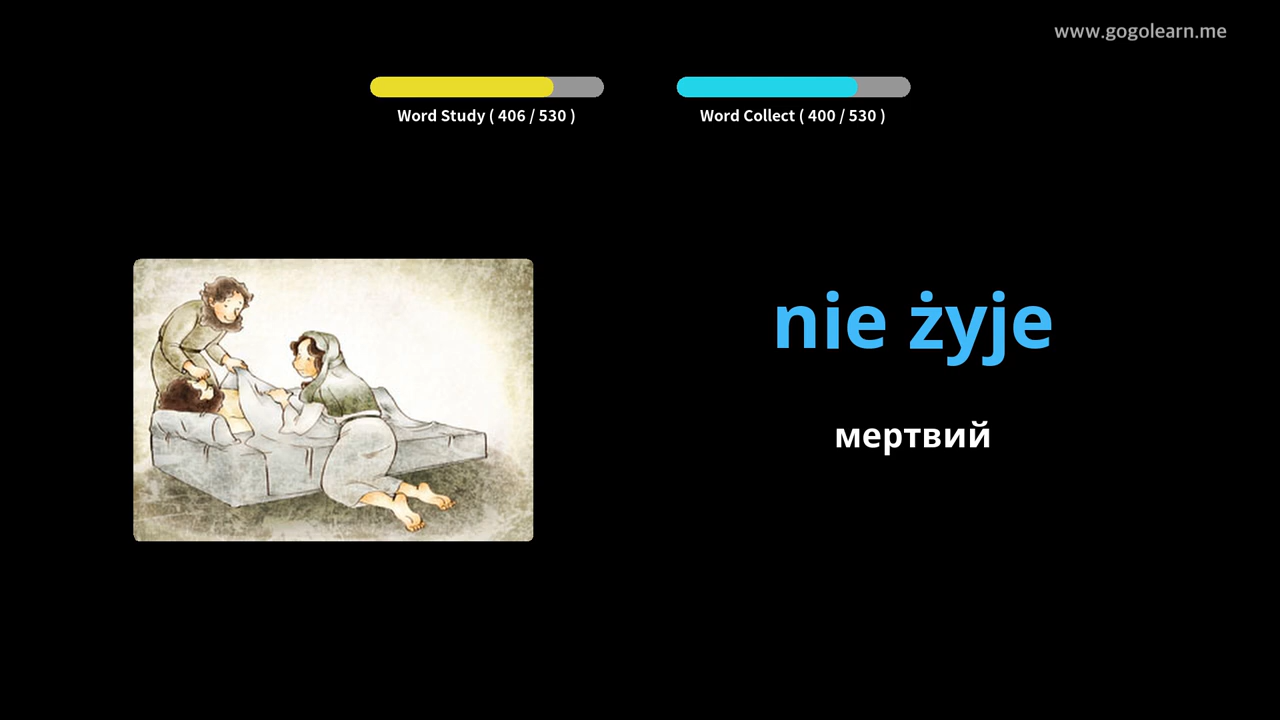 www.gogolearn.me
Word Study ( 406 / 530 )
Word Collect ( 400 / 530 )
nie żyje
мертвий